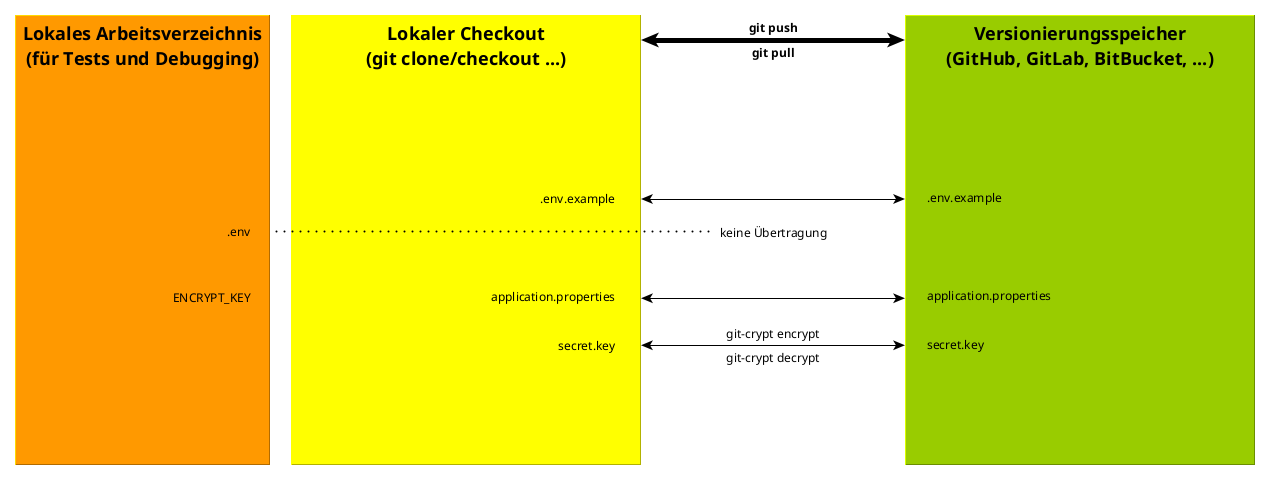 Lokales Arbeitsverzeichnis
(für Tests und Debugging)
Lokaler Checkout
(git clone/checkout ...)
git push
git pull
Versionierungsspeicher
(GitHub, GitLab, BitBucket, ...)
.env.example
.env.example
.env
keine Übertragung
ENCRYPT_KEY
application.properties
application.properties
secret.key
git-crypt encrypt
git-crypt decrypt
secret.key